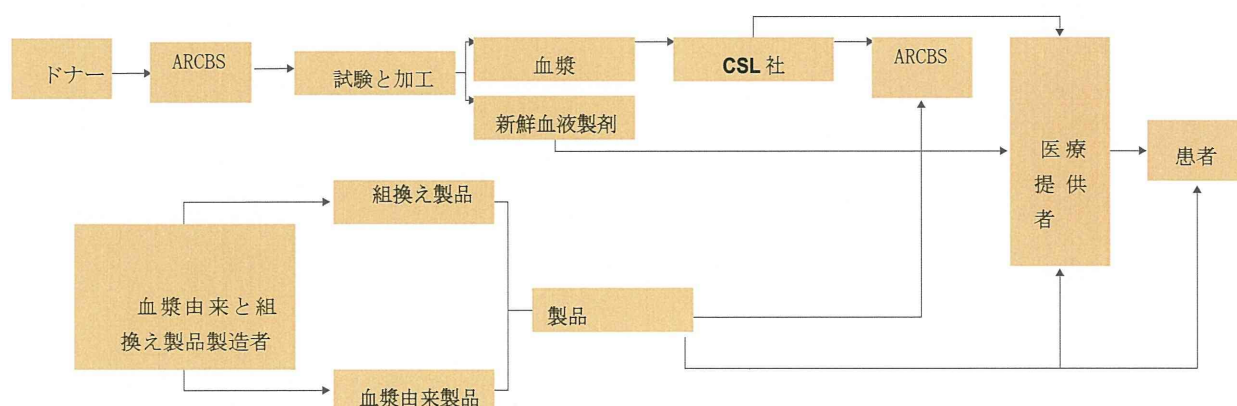 ドナー
ARCBS
試験と加工
血漿
新鮮血液製剤
CSL 社
ARCBS
医療
提供
者
患者
組換え製品
血漿由来と組
換え製品製造者
製品
血漿由来製品